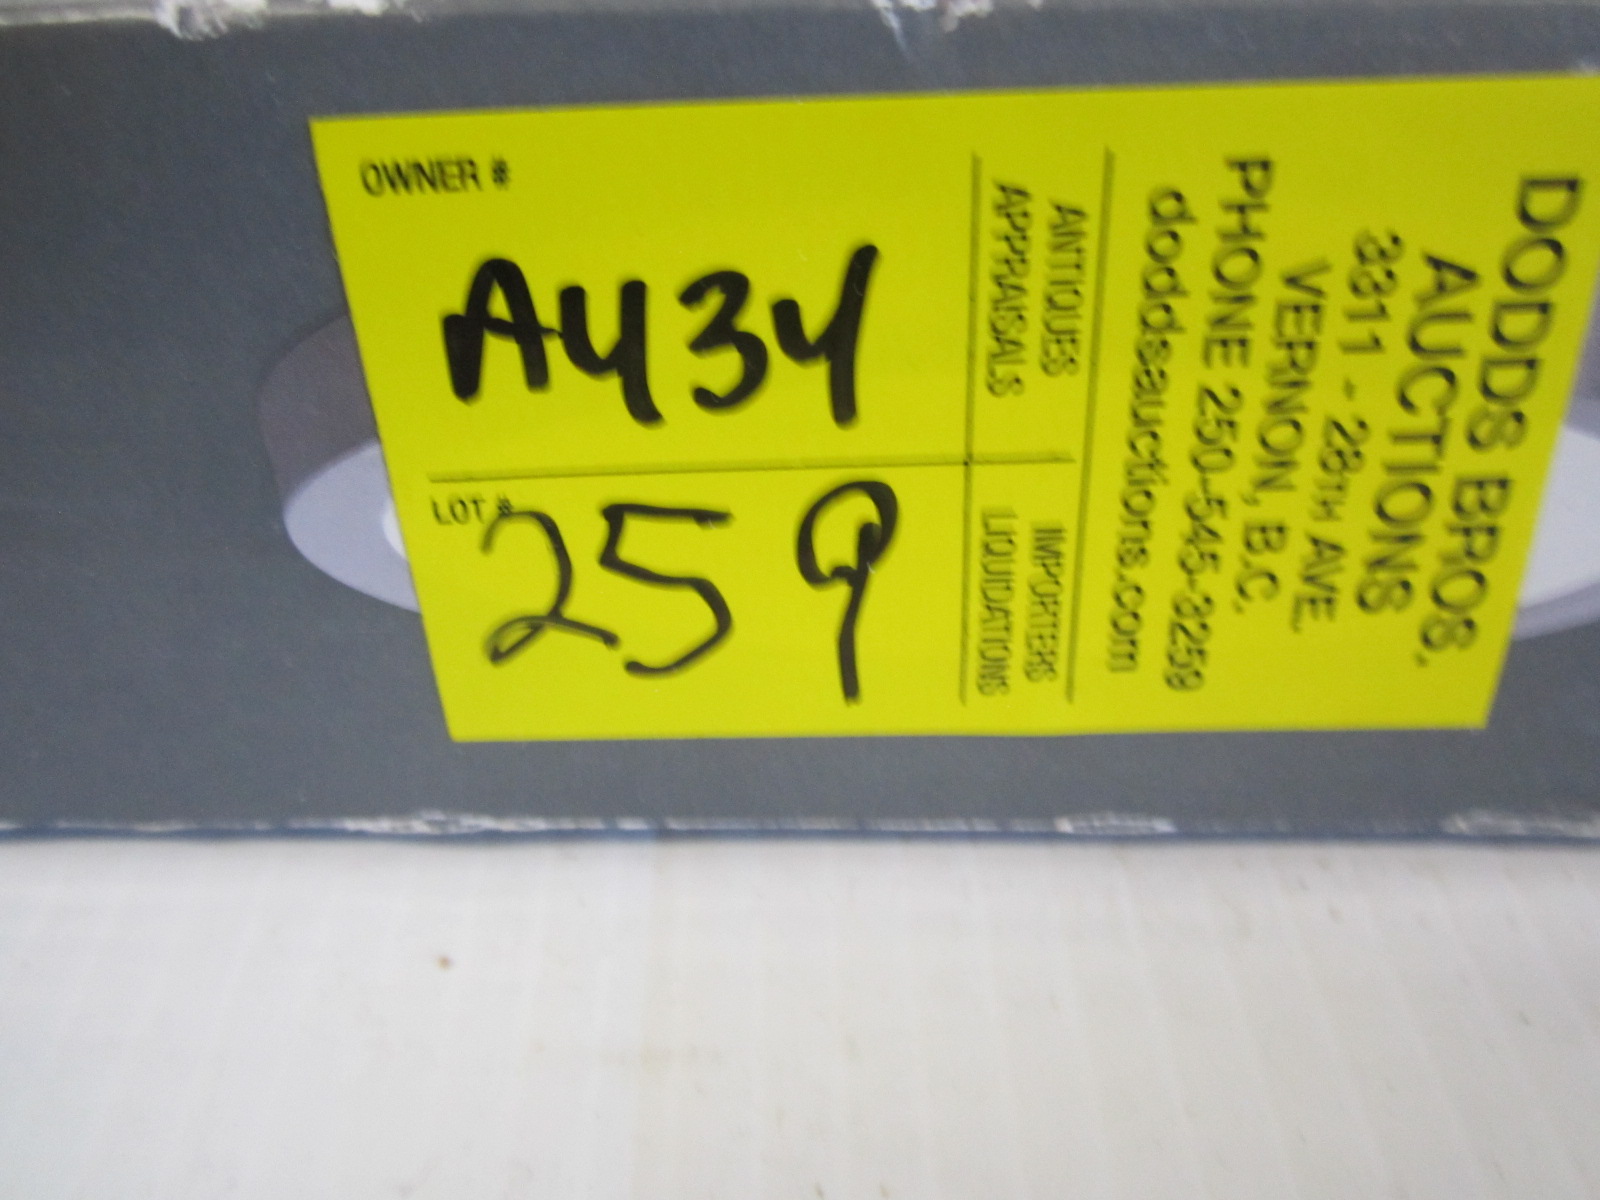 OWNER #
A434
LOT #
259
ANTIQUES
APPRAISALS
IMPORTERS
LIQUIDATIONS
DODDS BROS.
AUCTIONS
3311 - 28TH AVE.
VERNON, B.C.
PHONE 250-545-3259
doddsauctions.com